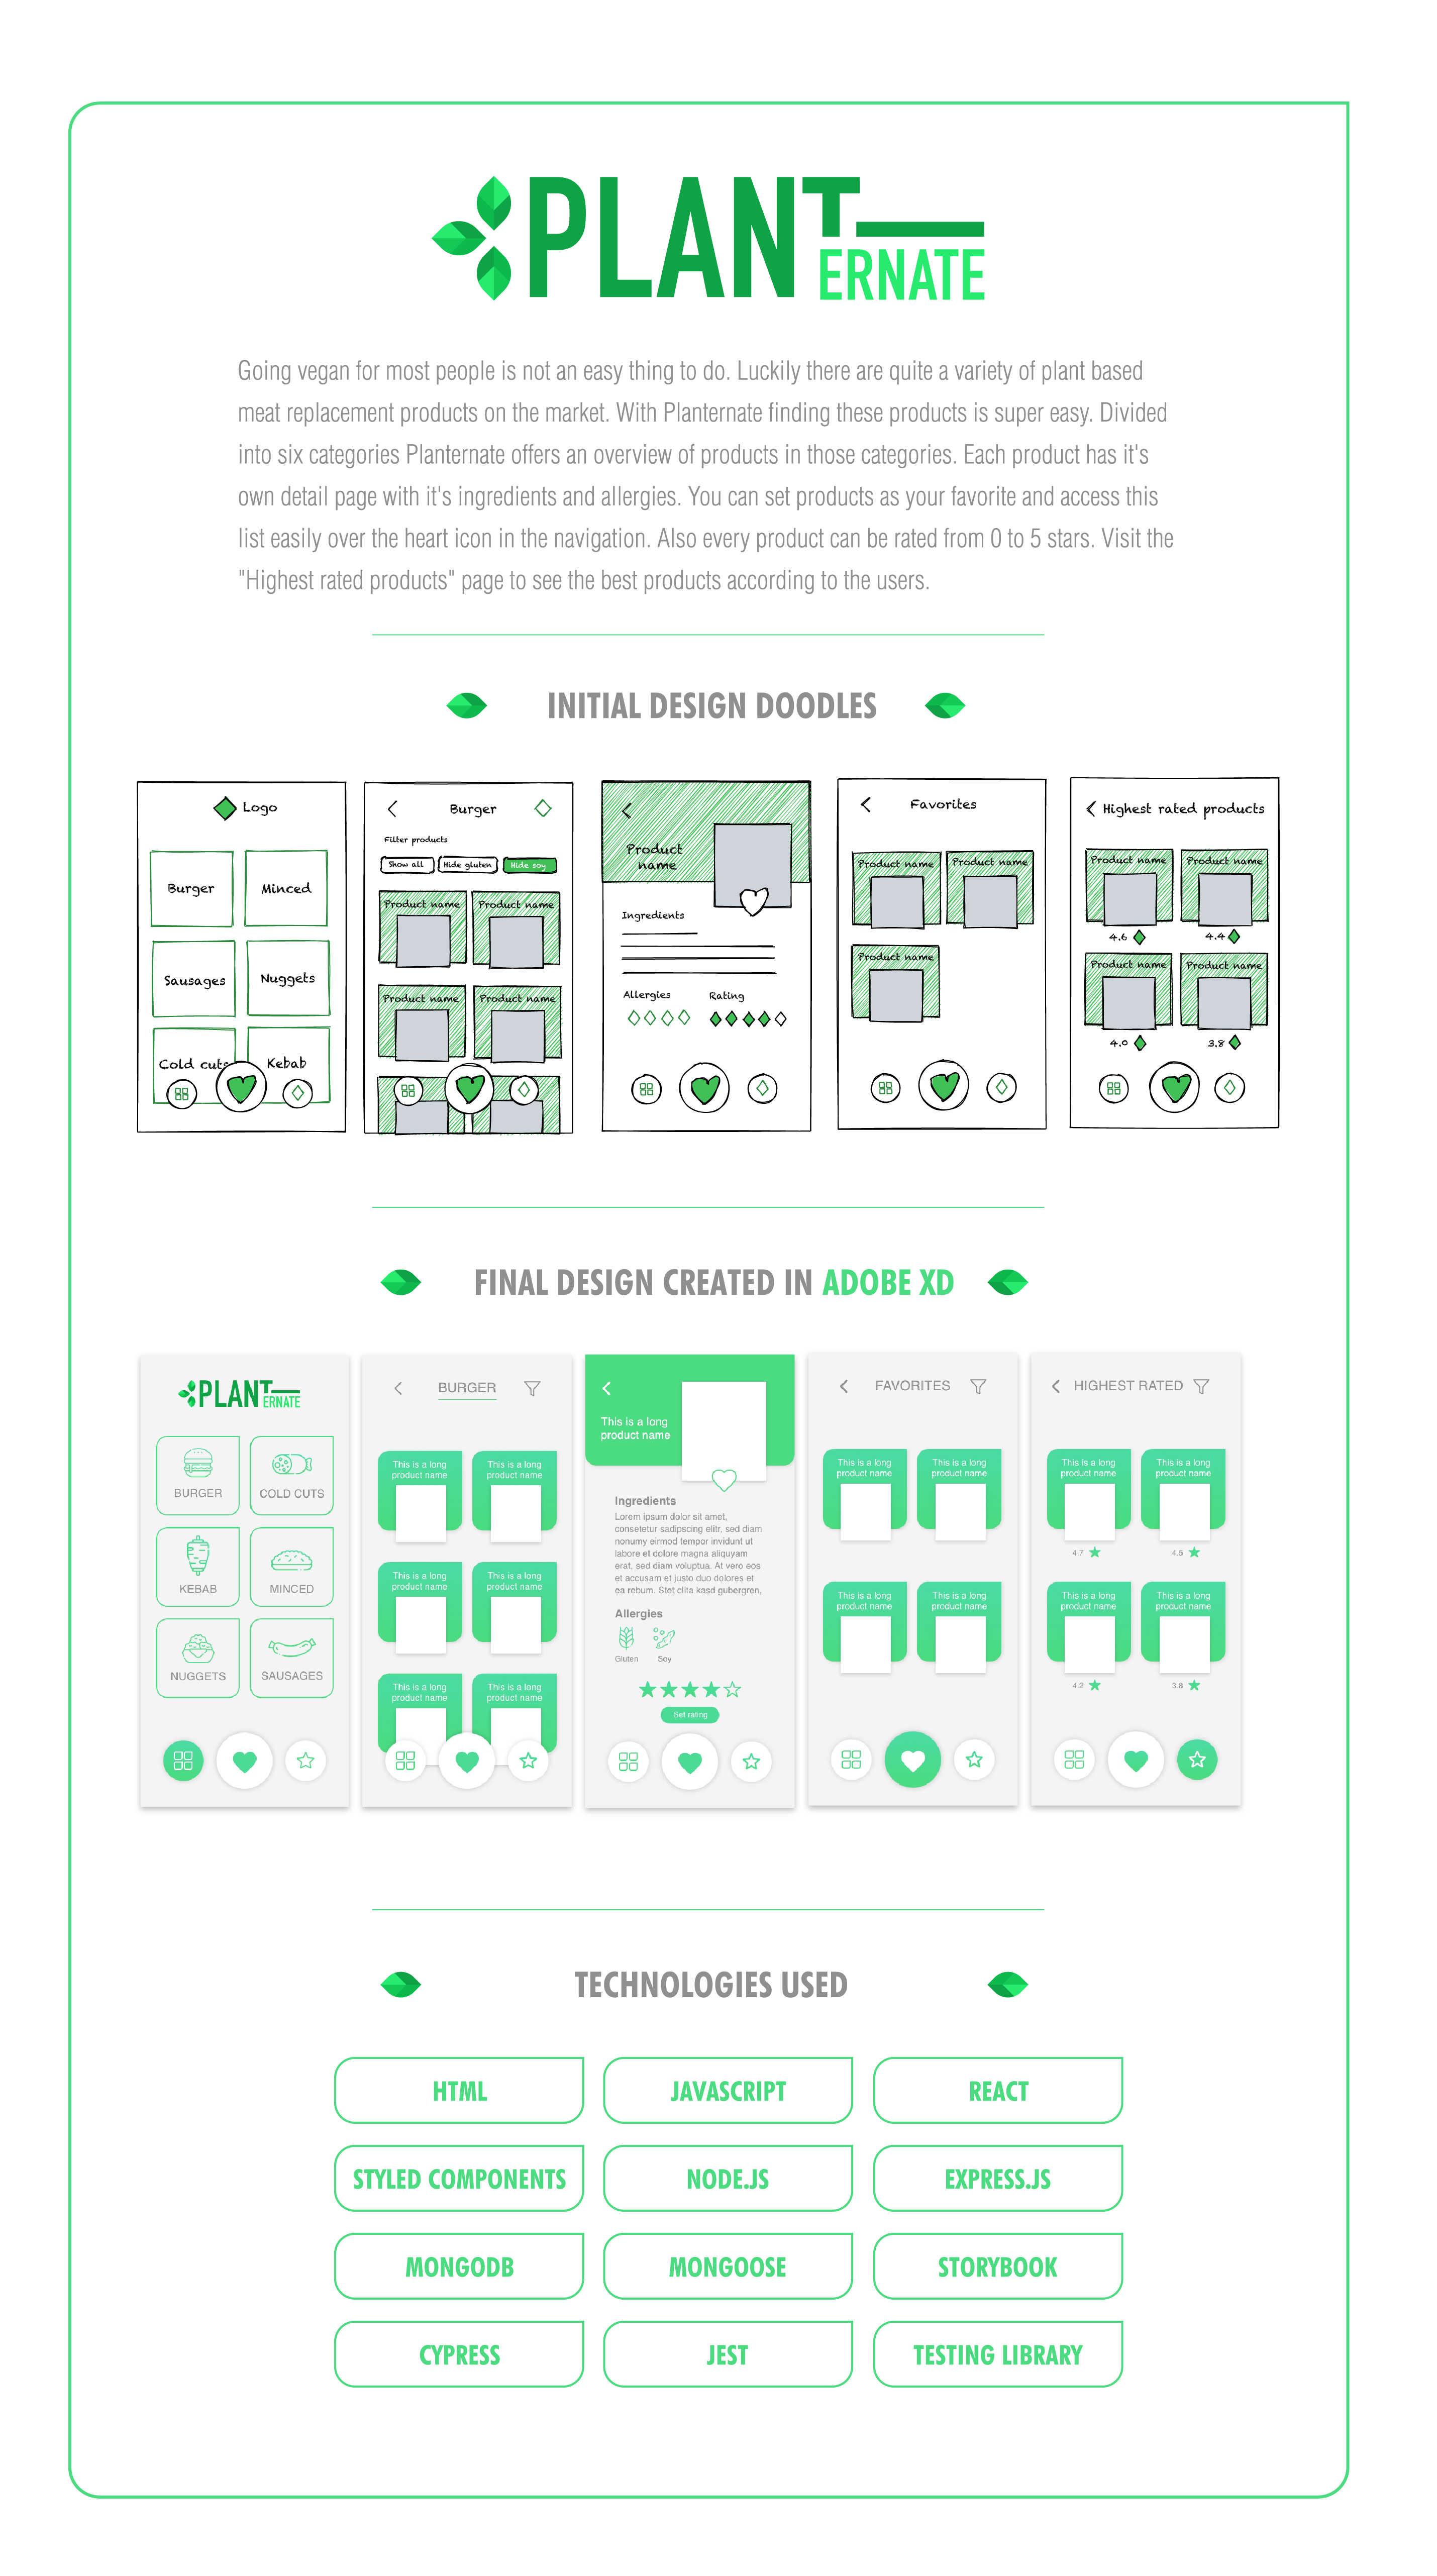 PLANT
ERNATE
Going vegan for most people is not an easy thing to do. Luckily there are quite a variety of plant based
meat replacement products on the market. With Planternate finding these products is super easy. Divided
into six categories Planternate offers an overview of products in those categories. Each product has it's
own detail page with it's ingredients and allergies. You can set products as your favorite and access this
list easily over the heart icon in the navigation. Also every product can be rated from 0 to 5 stars. Visit the
"Highest rated products" page to see the best products according to the users.
INITIAL DESIGN DOODLES
Logo
Burger
Minced
Sausages
Nuggets
Cold cuts
Kebab
Burger
Filter products
Show all
Hide gluten
Hide soy
Product name
Product name
Product name
Product name
Product
name
Ingredients
Allergies
Rating
Favorites
Product name
Product name
Product name
Highest rated products
Product name
Product name
4.6
4.4
Product name
Product name
4.0
3.8
FINAL DESIGN CREATED IN ADOBE XD
PLANT
ERNATE
BURGER
COLD CUTS
KEBAB
MINCED
NUGGETS
SAUSAGES
BURGER
This is a long
product name
This is a long
product name
This is a long
product name
This is a long
product name
This is a long
product name
This is a long
product name
This is a long
product name
Ingredients
Lorem ipsum dolor sit amet,
consetetur sadipscing elitr, sed diam
nonumy eirmod tempor invidunt ut
labore et dolore magna aliquyam
erat, sed diam voluptua. At vero eos
et accusam et justo duo dolores et
ea rebum. Stet clita kasd gubergren,
Allergies
Gluten
Soy
Set rating
FAVORITES
This is a long
product name
This is a long
product name
This is a long
product name
This is a long
product name
HIGHEST RATED
This is a long
product name
This is a long
product name
4.7
4.5
This is a long
product name
This is a long
product name
4.2
3.8
TECHNOLOGIES USED
HTML
JAVASCRIPT
REACT
STYLED COMPONENTS
NODE.JS
EXPRESS.JS
MONGODB
MONGOOSE
STORYBOOK
CYPRESS
JEST
TESTING LIBRARY